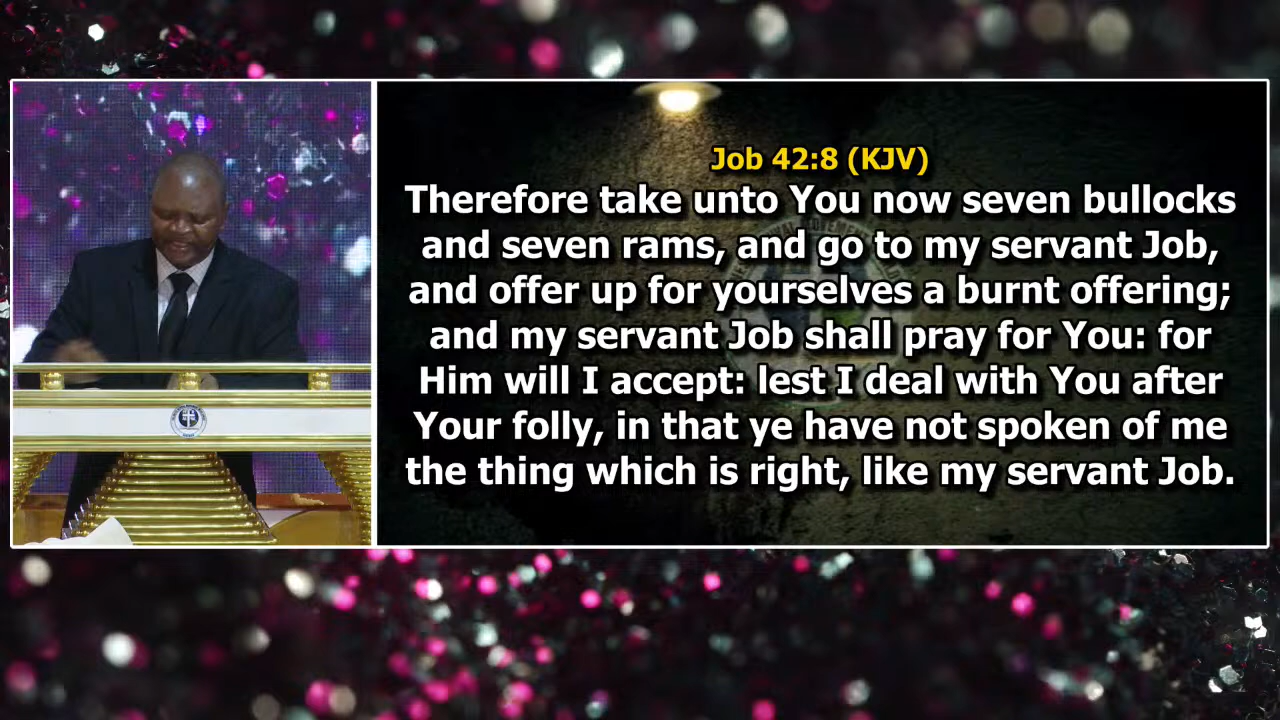 Job 42:8 (KJV)
Therefore take unto You now seven bullocks
and seven rams, and go to my servant Job,
and offer up for yourselves a burnt offering;
and my servant Job shall pray for You: for
Him will I accept: lest I deal with You after
Your folly, in that ye have not spoken of me
the thing which is right, like my servant Job.